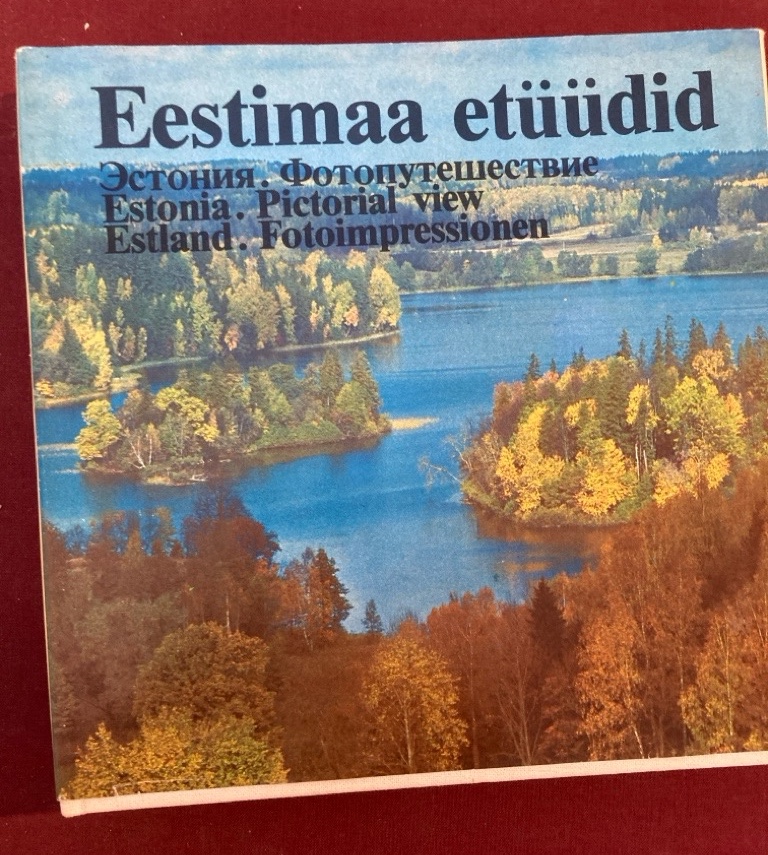 Eestimaa etüüdid
Эстония. Фотопутешествие
Estonia. Pictorial view
Estland. Fotoimpressionen